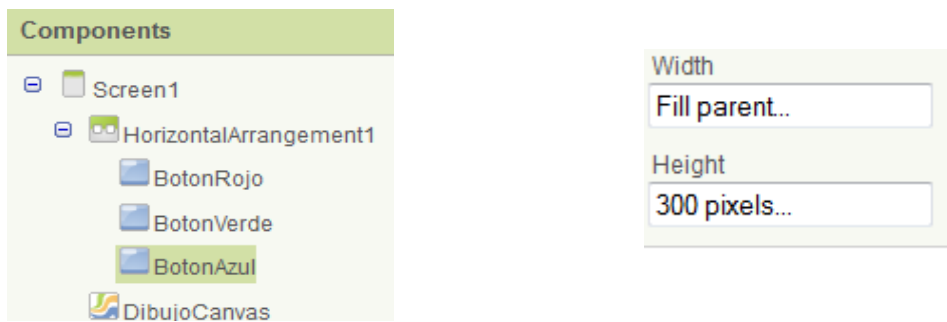 Components
Screen1
HorizontalArrangement1
BotonRojo
BotonVerde
BotonAzul
DibujoCanvas
Width
Fill parent...
Height
300 pixels...